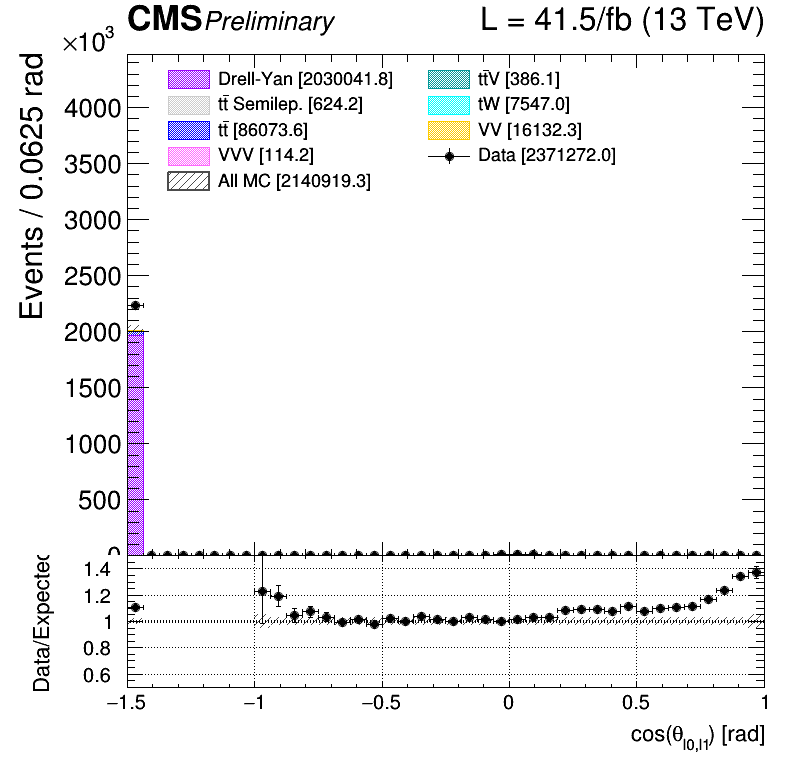 CMS Preliminary L = 41.5/fb (13 TeV)
×10³
Events / 0.0625 rad
Drell-Yan [2030041.8]
tt̄ Semilep. [624.2]
tt̄ [86073.6]
VVV [114.2]
All MC [2140919.3]
tt̄V [386.1]
tW [7547.0]
VV [16132.3]
Data [2371272.0]
4000
3500
3000
2500
2000
1500
1000
500
0
Data/Expected
1.4
1.2
1
0.8
0.6
−1.5 −1 −0.5 0 0.5 1
cos(θl0,l1) [rad]